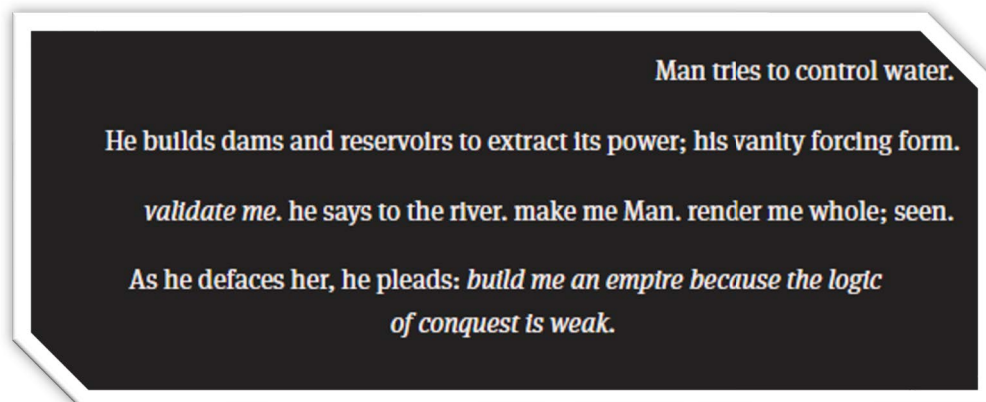 Man tries to control water.
He builds dams and reservoirs to extract its power; his vanity forcing form.
validate me. he says to the river. make me Man. render me whole; seen.
As he defaces her, he pleads: build me an empire because the logic
of conquest is weak.